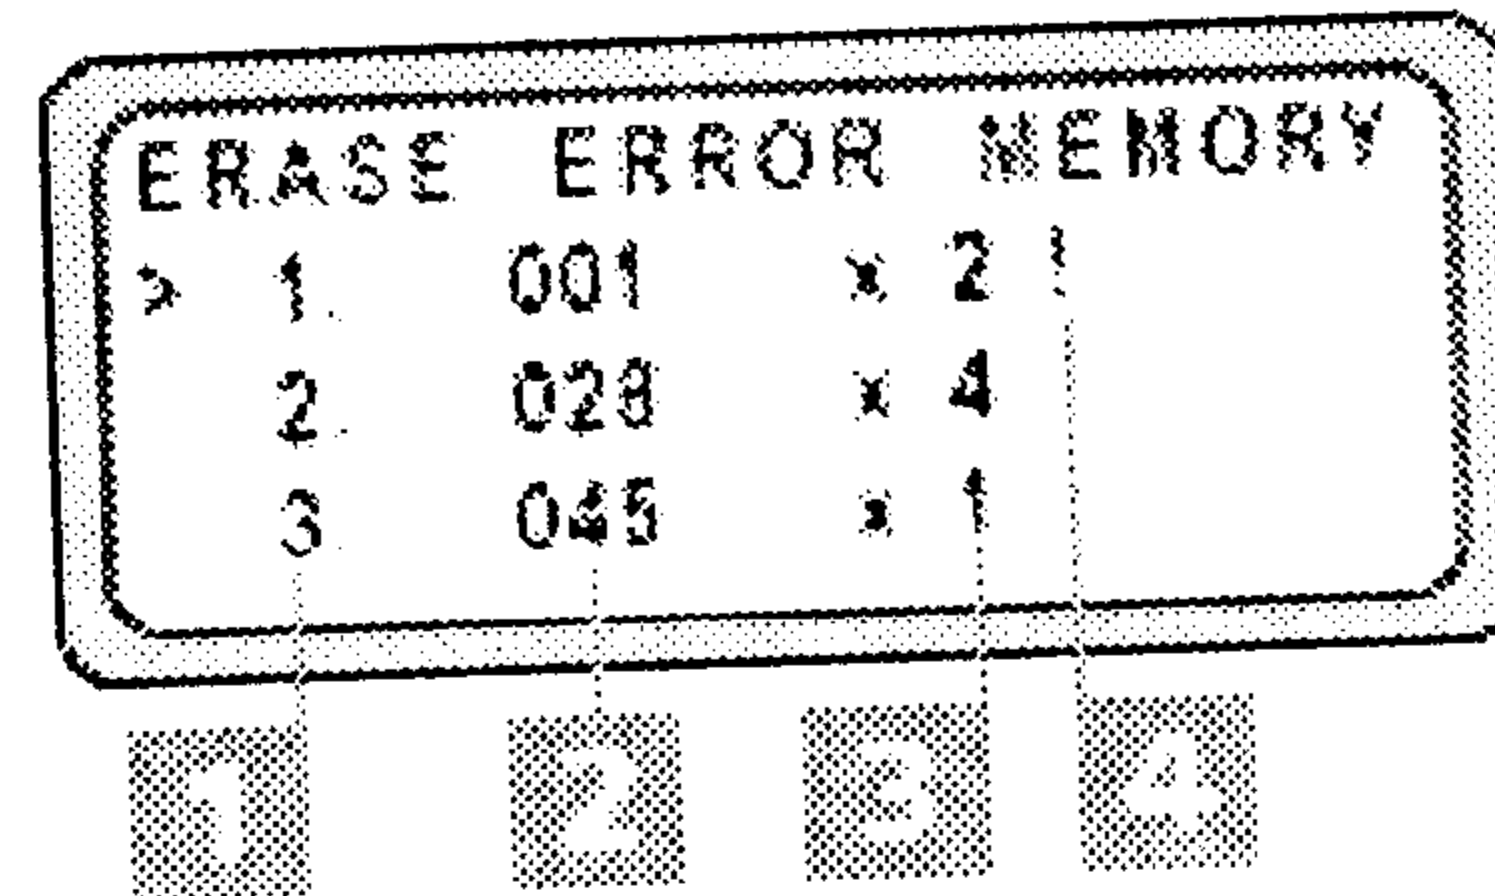 ERASE ERROR MEMORY
> 1. 001 x 2 !
2. 028 x 4
3. 045 x 1
1 2 3 4